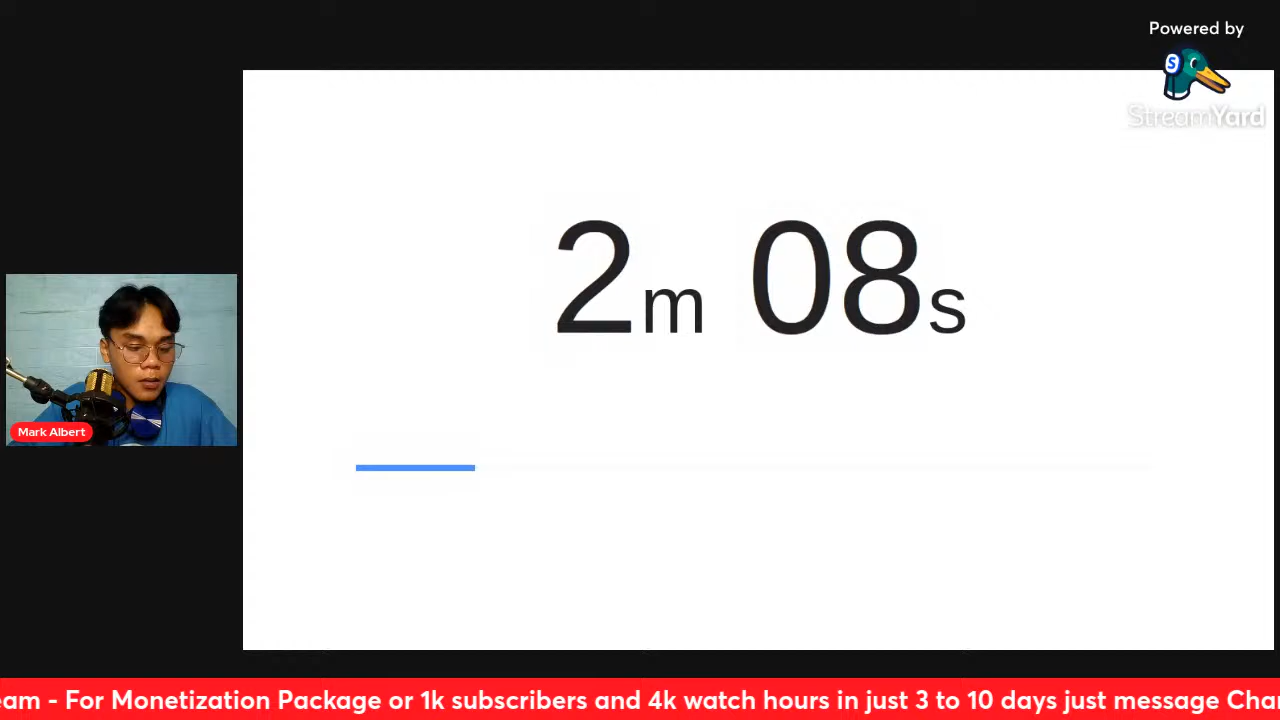 Powered by
S
StreamYard
2m 08s
Mark Albert
eam - For Monetization Package or 1k subscribers and 4k watch hours in just 3 to 10 days just message Cha